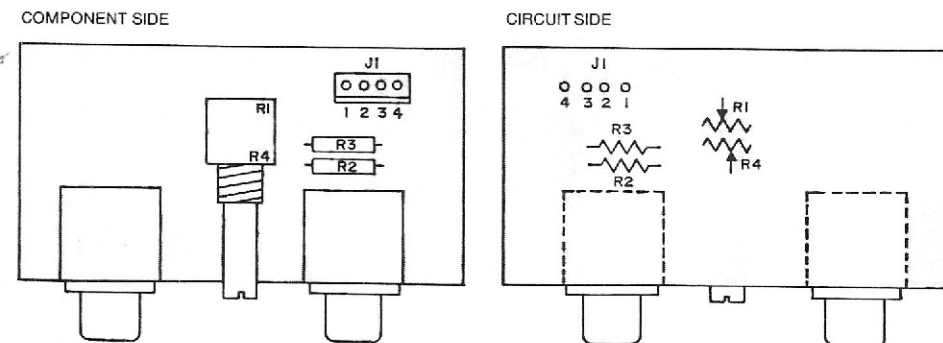 COMPONENT SIDE
J1
1 2 3 4
R1
R4
R3
R2
CIRCUIT SIDE
J1
4 3 2 1
R3
R2
R1
R4